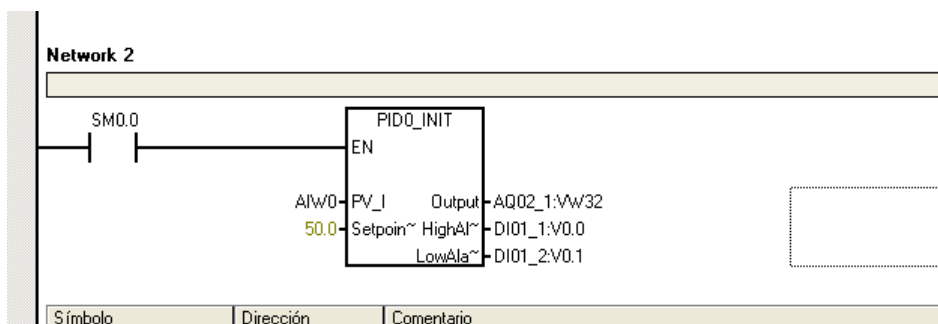 Network 2
SM0.0
PID0_INIT
EN
AIW0 PV_I Output AQ02_1:VW32
50.0 Setpoin~ HighAl~ DI01_1:V0.0
LowAla~ DI01_2:V0.1
Símbolo Dirección Comentario